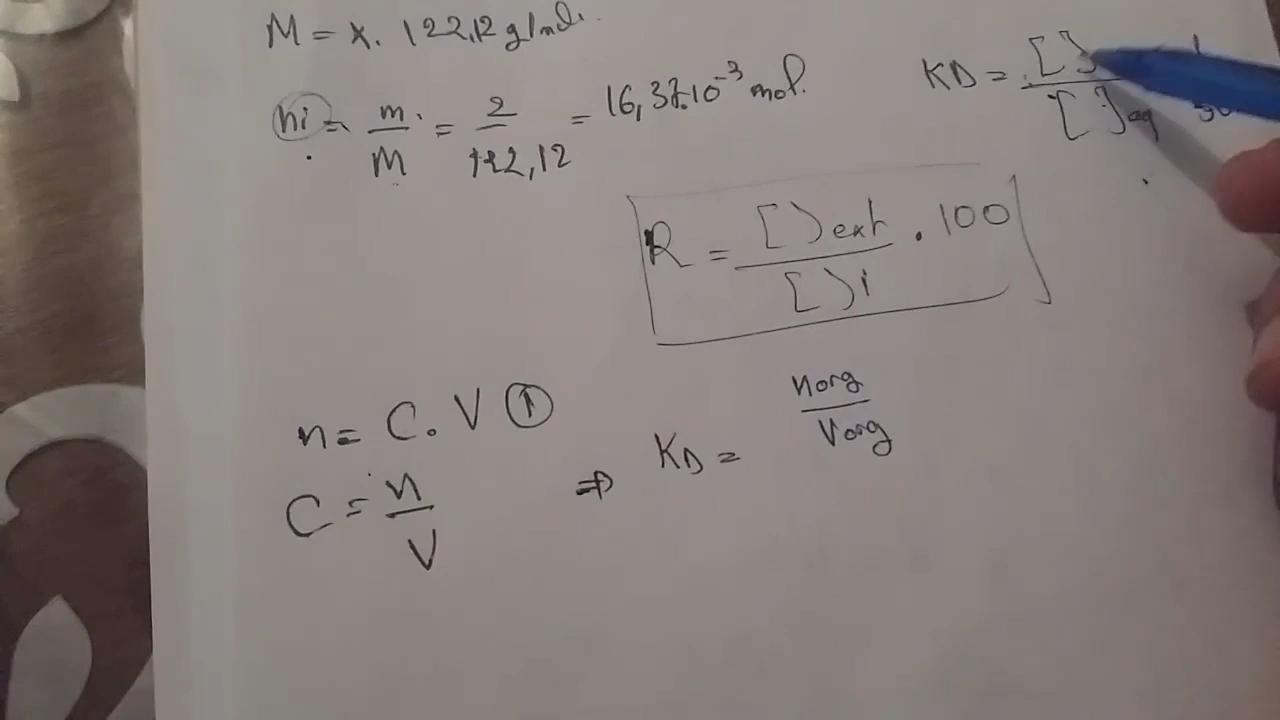 M = x. 122,12 g/mol.
ni = m/M = 2/122,12 = 16,37.10⁻³ mol.
KD = [ ]/[ ]aq
R = [ ]ext/[ ]i . 100
n = C. V ↑
C = n/V
⇒ KD = norg/Vorg